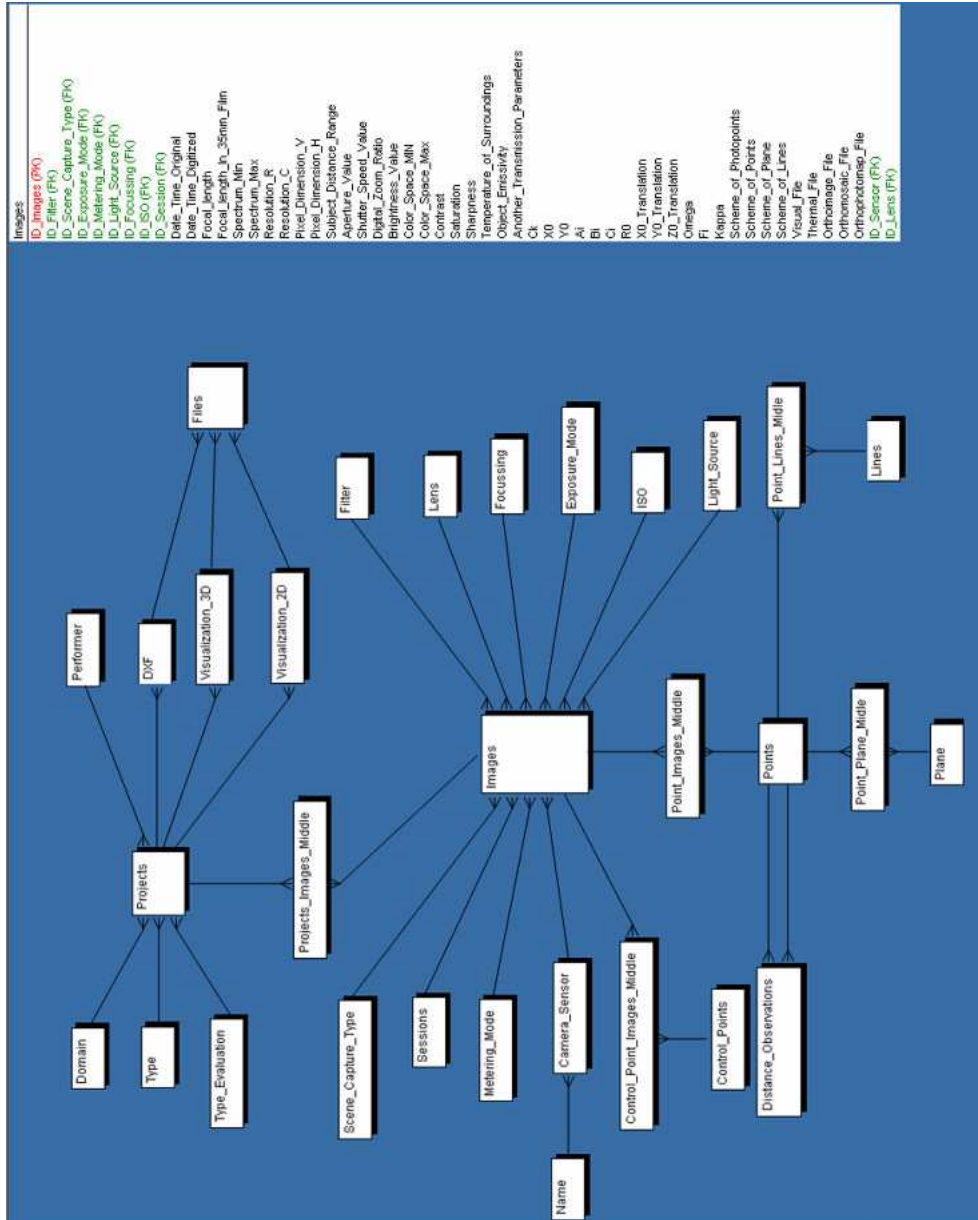 Domain
Type
Type_Evaluation
Projects
Performer
DXF
Visualization_3D
Visualization_2D
Files
Projects_Images_Middle
Scene_Capture_Type
Sessions
Metering_Mode
Name
Camera_Sensor
Control_Point_Images_Middle
Control_Points
Images
Filter
Lens
Focussing
Exposure_Mode
ISO
Light_Source
Point_Images_Middle
Distance_Observations
Points
Point_Lines_Midle
Lines
Point_Plane_Midle
Plane
Images
ID_Images (PK)
ID_Filter (FK)
ID_Scene_Capture_Type (FK)
ID_Exposure_Mode (FK)
ID_Metering_Mode (FK)
ID_Light_Source (FK)
ID_Focussing (FK)
ID_ISO (FK)
ID_Session (FK)
Date_Time_Original
Date_Time_Digitized
Focal_length
Focal_length_In_35mm_Film
Spectrum_Min
Spectrum_Max
Resolution_R
Resolution_C
Pixel_Dimension_V
Pixel_Dimension_H
Subject_Distance_Range
Aperture_Value
Shutter_Speed_Value
Digital_Zoom_Ratio
Brightness_Value
Color_Space_MIN
Color_Space_Max
Contrast
Saturation
Sharpness
Temperature_of_Surroundings
Object_Emissivity
Another_Transmission_Parameters
Ck
X0
Y0
Ai
Bi
Ci
R0
X0_Translation
Y0_Translation
Z0_Translation
Omega
Fi
Kappa
Scheme_of_Photopoints
Scheme_of_Points
Scheme_of_Plane
Scheme_of_Lines
Visual_File
Thermal_File
Orthoimage_File
Orthomosaic_File
Orthophotomap_File
ID_Sensor (FK)
ID_Lens (FK)